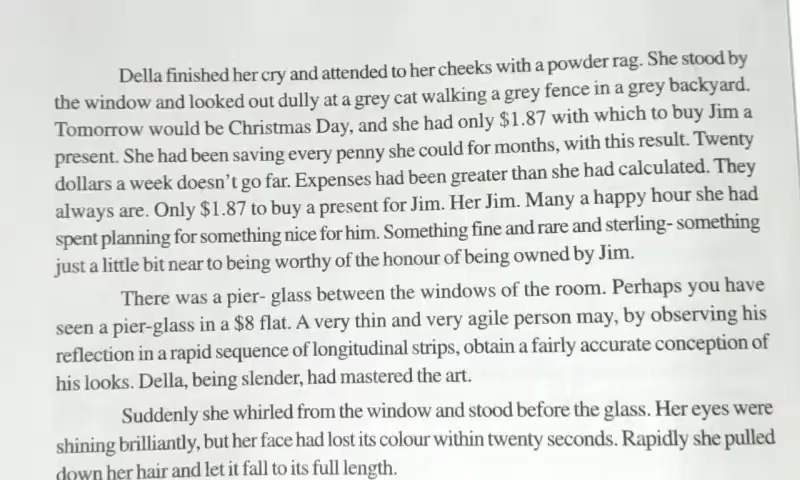 Della finished her cry and attended to her cheeks with a powder rag. She stood by
the window and looked out dully at a grey cat walking a grey fence in a grey backyard.
Tomorrow would be Christmas Day, and she had only $1.87 with which to buy Jim a
present. She had been saving every penny she could for months, with this result. Twenty
dollars a week doesn't go far. Expenses had been greater than she had calculated. They
always are. Only $1.87 to buy a present for Jim. Her Jim. Many a happy hour she had
spent planning for something nice for him. Something fine and rare and sterling- something
just a little bit near to being worthy of the honour of being owned by Jim.
There was a pier- glass between the windows of the room. Perhaps you have
seen a pier-glass in a $8 flat. A very thin and very agile person may, by observing his
reflection in a rapid sequence of longitudinal strips, obtain a fairly accurate conception of
his looks. Della, being slender, had mastered the art.
Suddenly she whirled from the window and stood before the glass. Her eyes were
shining brilliantly, but her face had lost its colour within twenty seconds. Rapidly she pulled
down her hair and let it fall to its full length.